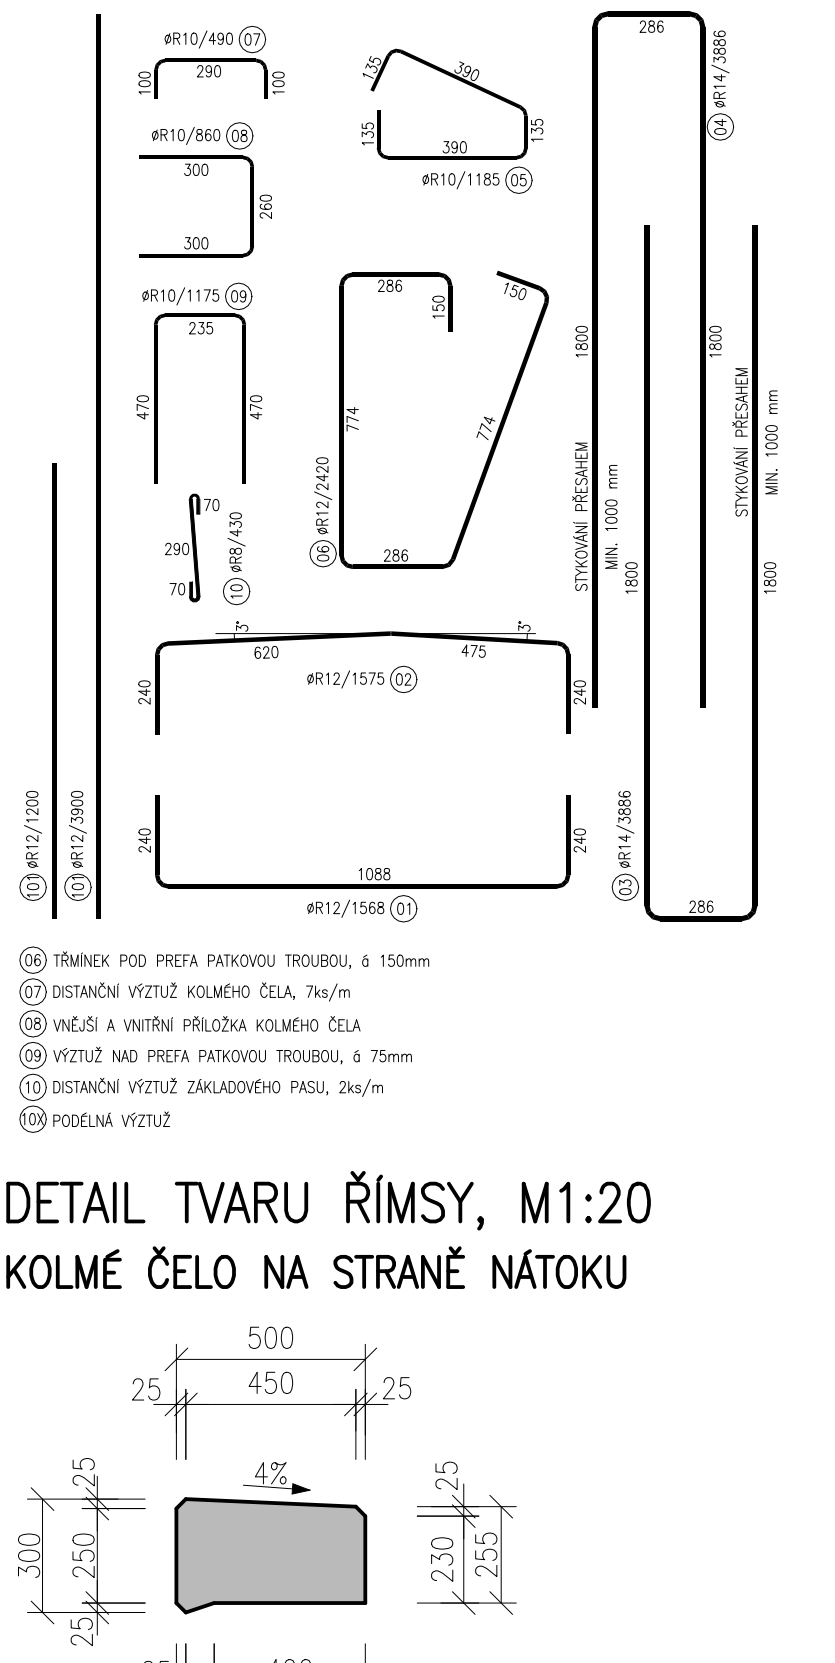 øR10/490 07
100
290
100
øR10/860 08
300
260
300
øR10/1175 09
235
470
470
70
290
70
10 øR8/430
135
390
135
135
390
øR10/1185 05
286
150
150
774
774
06 øR12/2420
286
286
04 øR14/3886
1800
1800
STYKOVÁNÍ PŘESAHEM
MIN. 1000 mm
STYKOVÁNÍ PŘESAHEM
MIN. 1000 mm
1800
1800
03 øR14/3886
286
3°
3°
620
475
øR12/1575 02
240
240
240
240
1088
øR12/1568 01
101 øR12/1200
101 øR12/3900
06 TŘMÍNEK POD PREFA PATKOVOU TROUBOU, á 150mm
07 DISTANČNÍ VÝZTUŽ KOLMÉHO ČELA, 7ks/m
08 VNĚJŠÍ A VNITŘNÍ PŘÍLOŽKA KOLMÉHO ČELA
09 VÝZTUŽ NAD PREFA PATKOVOU TROUBOU, á 75mm
10 DISTANČNÍ VÝZTUŽ ZÁKLADOVÉHO PASU, 2ks/m
10X PODÉLNÁ VÝZTUŽ
DETAIL TVARU ŘÍMSY, M1:20
KOLMÉ ČELO NA STRANĚ NÁTOKU
500
25 450 25
4%
25
300
250
25
25
230
255